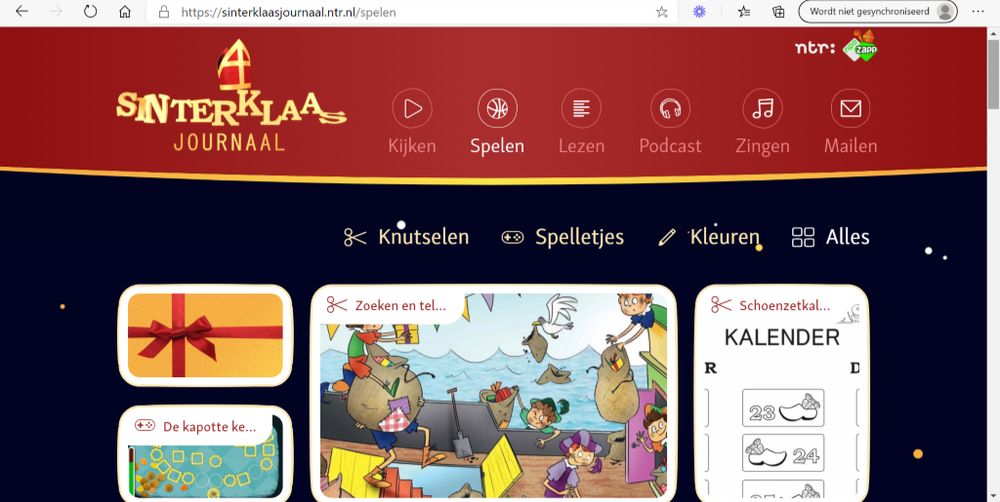 https://sinterklaasjournaal.ntr.nl/spelen
Wordt niet gesynchroniseerd
SINTERKLAAS
JOURNAAL
ntr:
zapp
Kijken
Spelen
Lezen
Podcast
Zingen
Mailen
Knutselen
Spelletjes
Kleuren
Alles
Zoeken en tel...
Schoenzetkal...
KALENDER
R
D
23
24
De kapotte ke...